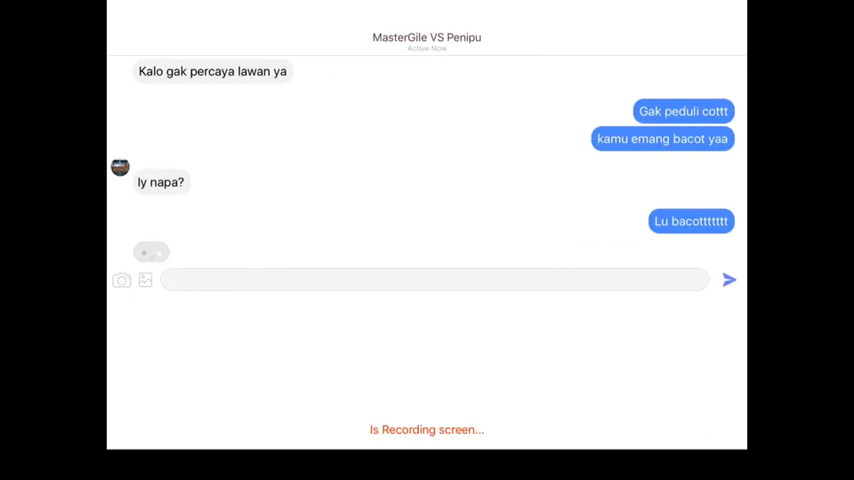 MasterGile VS Penipu
Active Now
Kalo gak percaya lawan ya
Gak peduli cottt
kamu emang bacot yaa
Iy napa?
Lu bacottttttt
Is Recording screen...